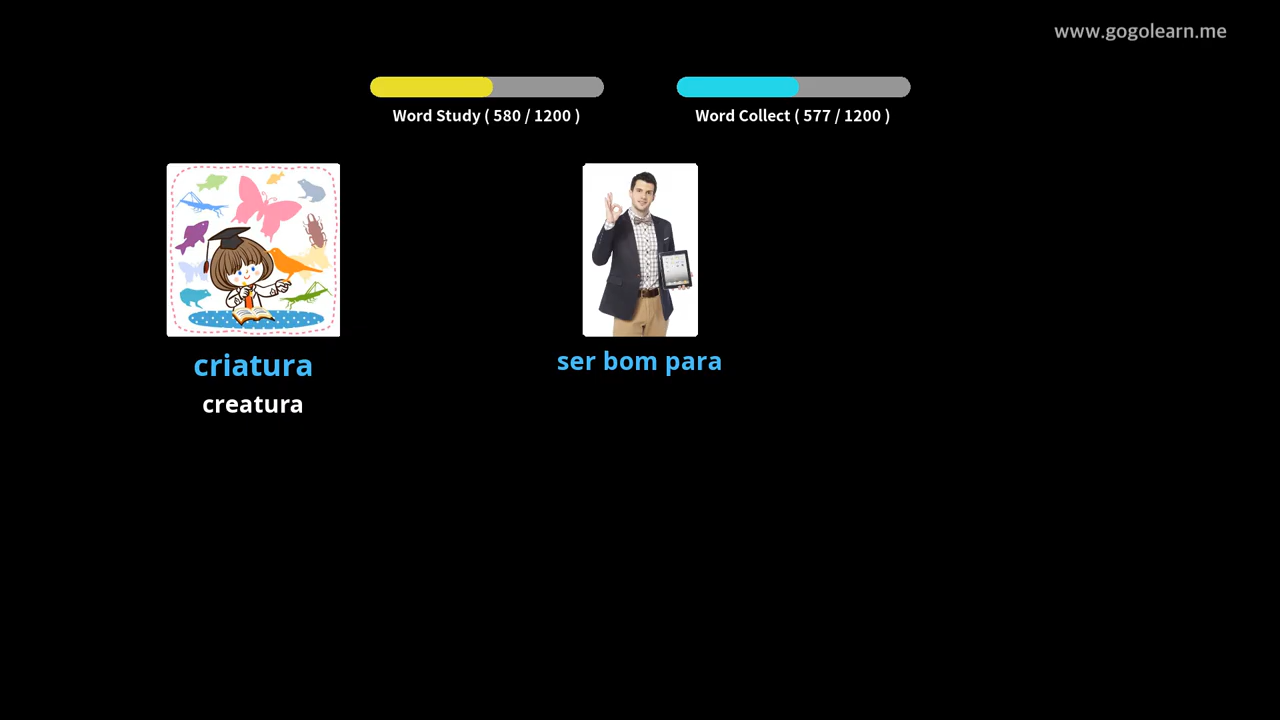 www.gogolearn.me
Word Study ( 580 / 1200 )
Word Collect ( 577 / 1200 )
criatura
creatura
ser bom para